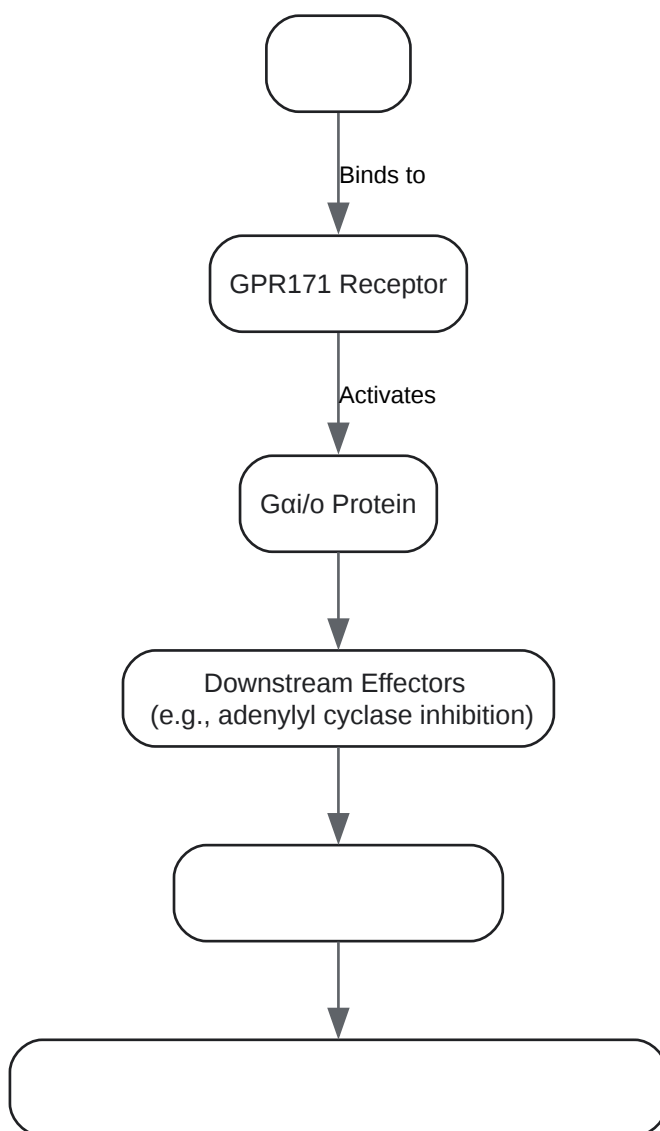 Binds to
GPR171 Receptor
Activates
Gαi/o Protein
Downstream Effectors
(e.g., adenylyl cyclase inhibition)